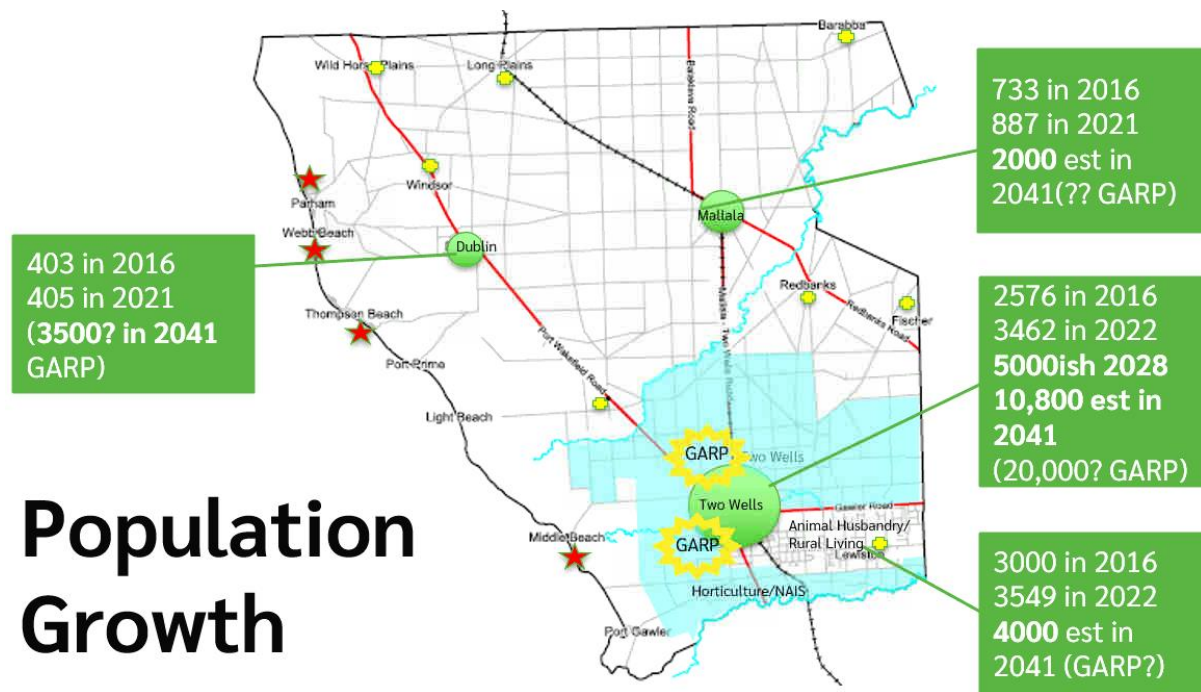 Barabba
Wild Horse Plains
Long Plains
Balaklava Road
733 in 2016
887 in 2021
2000 est in
2041(?? GARP)
Windsor
Parham
Mallala
Webb Beach
Dublin
403 in 2016
405 in 2021
(3500? in 2041
GARP)
Redbanks
Fischer
Redbanks Road
Thompson Beach
Port Prime
Port Wakefield Road
Mallala - Two Wells Road
Light Beach
2576 in 2016
3462 in 2022
5000ish 2028
10,800 est in
2041
(20,000? GARP)
GARP
Two Wells
Two Wells
Gawler Road
Population
Growth
Middle Beach
GARP
Animal Husbandry/
Rural Living
Lewiston
Horticulture/NAIS
Port Gawler
3000 in 2016
3549 in 2022
4000 est in
2041 (GARP?)